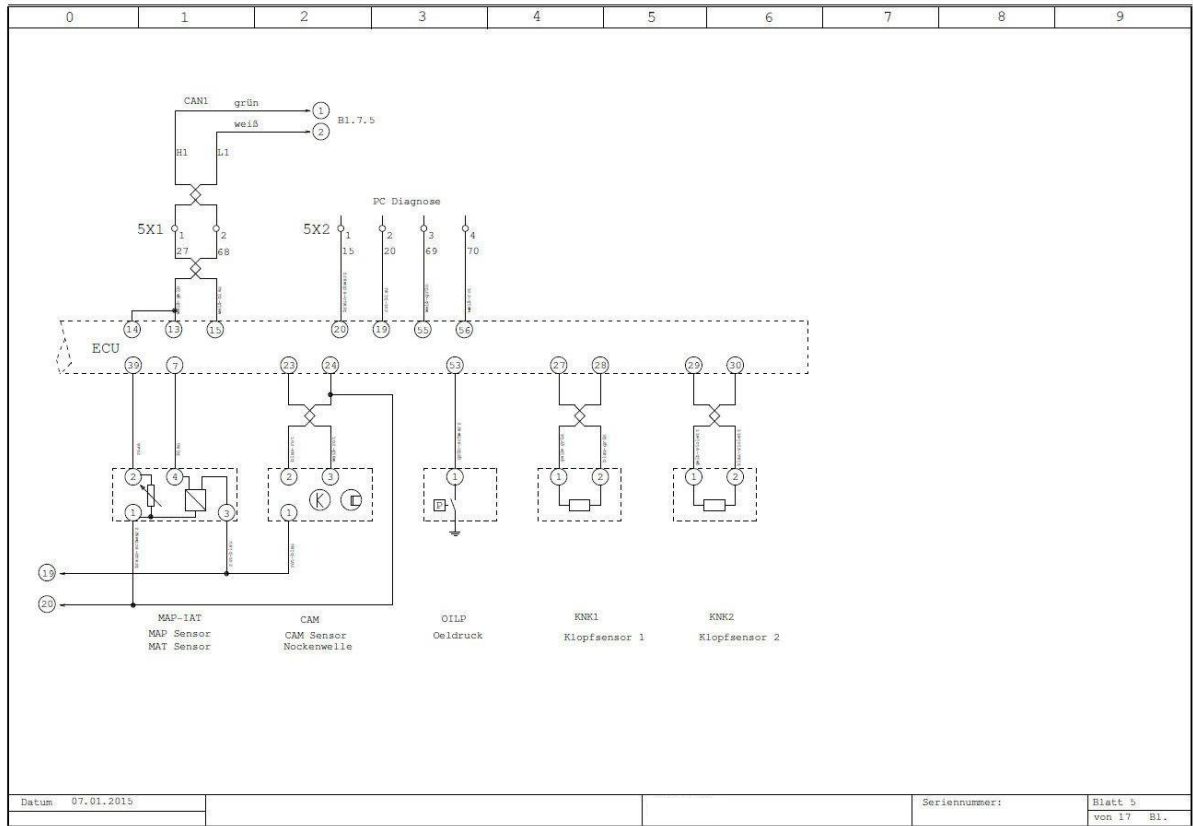 0 1 2 3 4 5 6 7 8 9
CAN1 grün 1
weiß 2 Bl.7.5
H1 L1
PC Diagnose
5X1 1 2 5X2 1 2 3 4
27 68 15 20 69 70
14 13 15 20 19 55 56
ECU
39 7 23 24 53 27 28 29 30
2 4 2 3 1 1 2 1 2
P
1 3 1
19
20
MAP-IAT CAM OILP KNK1 KNK2
MAP Sensor CAM Sensor Oeldruck Klopfsensor 1 Klopfsensor 2
MAT Sensor Nockenwelle
Datum 07.01.2015 Seriennummer: Blatt 5
von 17 Bl.